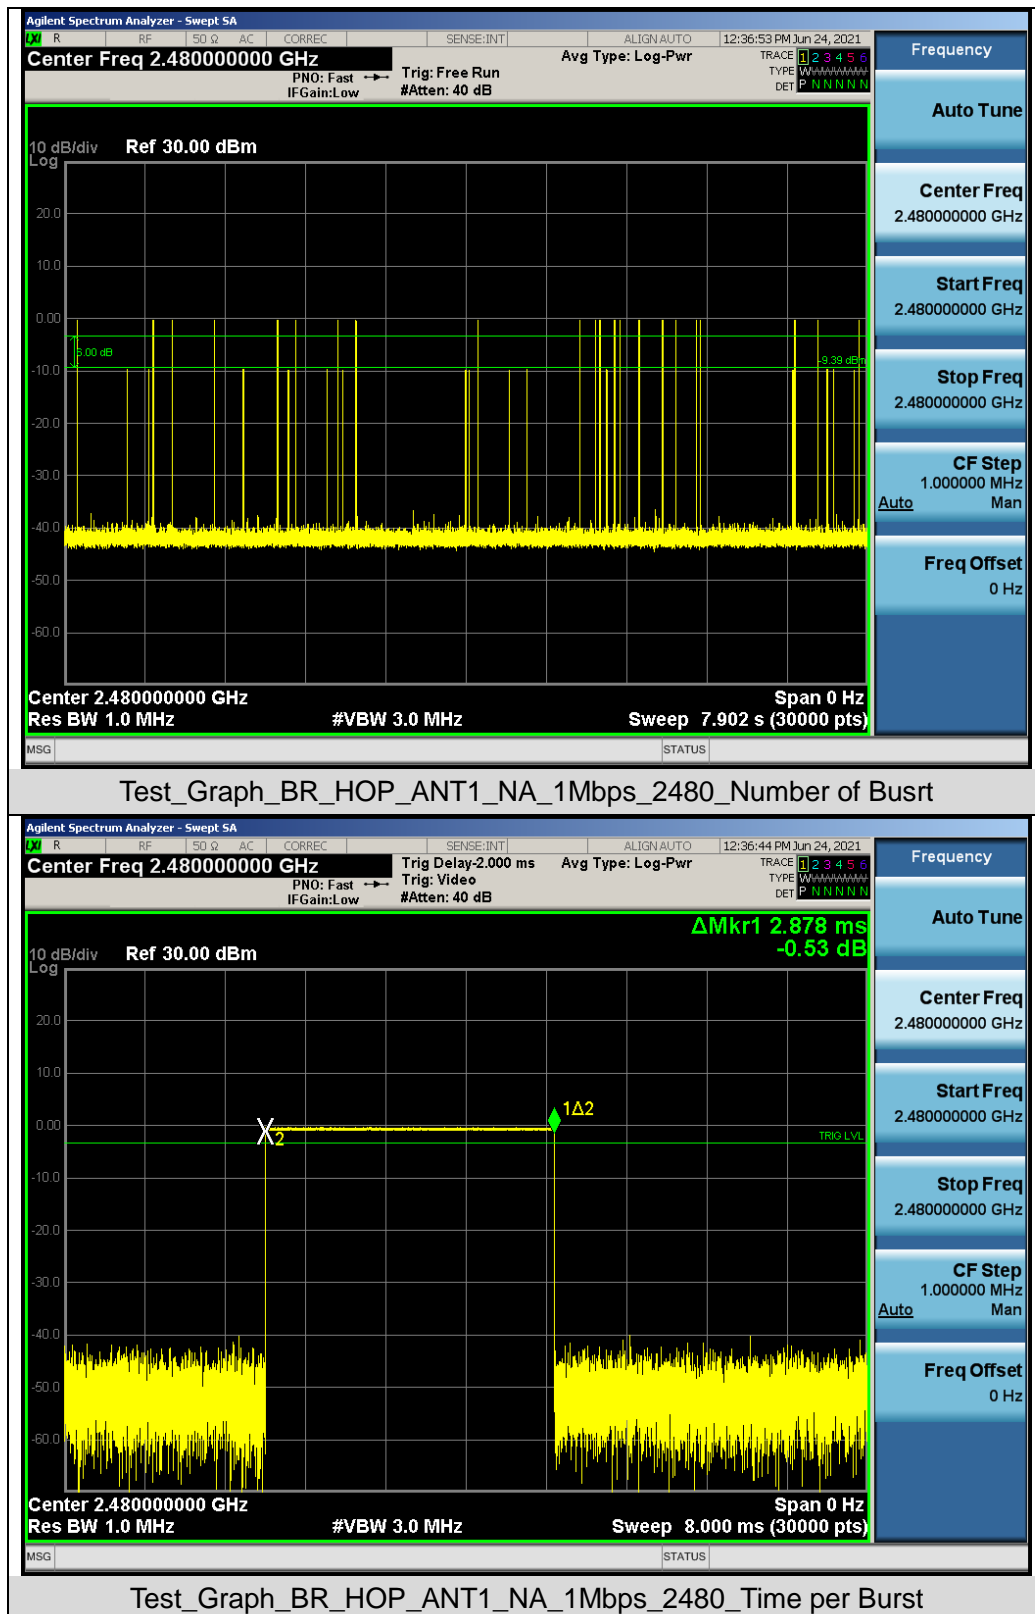 Agilent Spectrum Analyzer - Swept SA
LXI R RF 50 Ω AC CORREC SENSE:INT ALIGN AUTO 12:36:53 PM Jun 24, 2021
Center Freq 2.480000000 GHz Avg Type: Log-Pwr TRACE 1 2 3 4 5 6
PNO: Fast Trig: Free Run TYPE W
IFGain:Low #Atten: 40 dB DET P N N N N N
Frequency
Auto Tune
Center Freq
2.480000000 GHz
Start Freq
2.480000000 GHz
Stop Freq
2.480000000 GHz
CF Step
1.000000 MHz
Auto Man
Freq Offset
0 Hz
10 dB/div Ref 30.00 dBm
Log
20.0
10.0
0.00
6.00 dB
-9.39 dBm
-10.0
-20.0
-30.0
-40.0
-50.0
-60.0
Center 2.480000000 GHz Span 0 Hz
Res BW 1.0 MHz #VBW 3.0 MHz Sweep 7.902 s (30000 pts)
MSG STATUS
Test_Graph_BR_HOP_ANT1_NA_1Mbps_2480_Number of Busrt
Agilent Spectrum Analyzer - Swept SA
LXI R RF 50 Ω AC CORREC SENSE:INT ALIGN AUTO 12:36:44 PM Jun 24, 2021
Center Freq 2.480000000 GHz Trig Delay-2.000 ms Avg Type: Log-Pwr TRACE 1 2 3 4 5 6
PNO: Fast Trig: Video TYPE W
IFGain:Low #Atten: 40 dB DET P N N N N N
Frequency
Auto Tune
Center Freq
2.480000000 GHz
Start Freq
2.480000000 GHz
Stop Freq
2.480000000 GHz
CF Step
1.000000 MHz
Auto Man
Freq Offset
0 Hz
ΔMkr1 2.878 ms
-0.53 dB
10 dB/div Ref 30.00 dBm
Log
20.0
10.0
1Δ2
0.00
X2
TRIG LVL
-10.0
-20.0
-30.0
-40.0
-50.0
-60.0
Center 2.480000000 GHz Span 0 Hz
Res BW 1.0 MHz #VBW 3.0 MHz Sweep 8.000 ms (30000 pts)
MSG STATUS
Test_Graph_BR_HOP_ANT1_NA_1Mbps_2480_Time per Burst